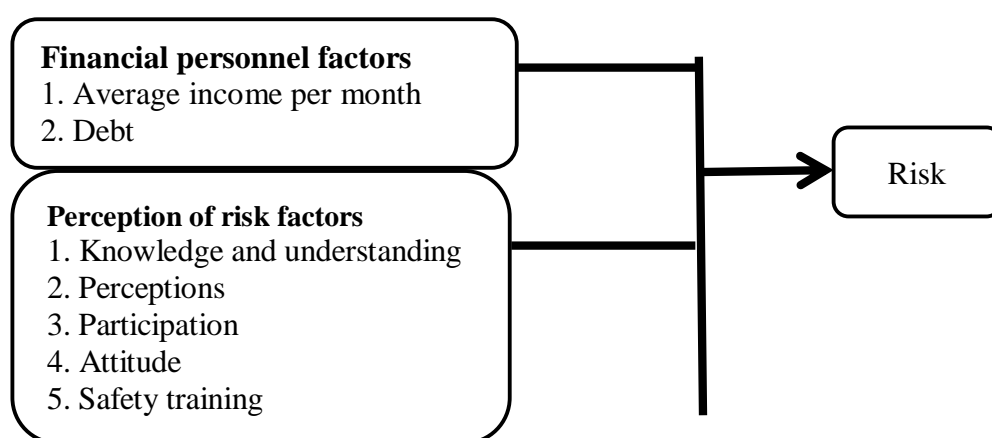 Financial personnel factors
1. Average income per month
2. Debt
Perception of risk factors
1. Knowledge and understanding
2. Perceptions
3. Participation
4. Attitude
5. Safety training
Risk